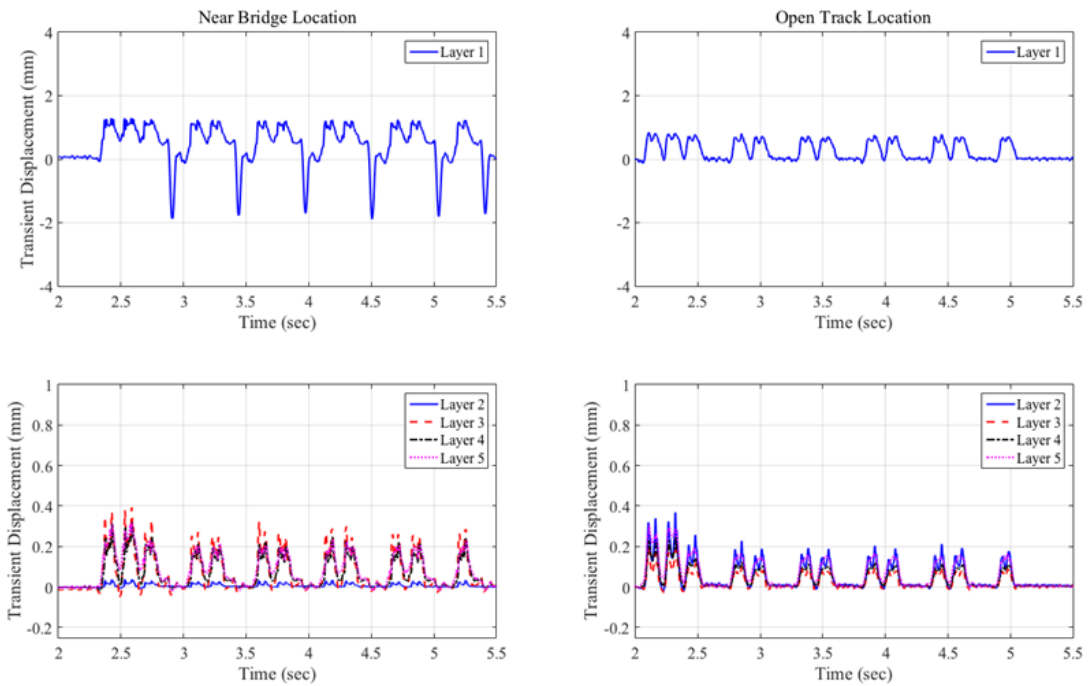 Near Bridge Location
4
2
0
-2
-4
Transient Displacement (mm)
Layer 1
2 2.5 3 3.5 4 4.5 5 5.5
Time (sec)
Open Track Location
4
2
0
-2
-4
Transient Displacement (mm)
Layer 1
2 2.5 3 3.5 4 4.5 5 5.5
Time (sec)
1
0.8
0.6
0.4
0.2
0
-0.2
Transient Displacement (mm)
Layer 2
Layer 3
Layer 4
Layer 5
2 2.5 3 3.5 4 4.5 5 5.5
Time (sec)
1
0.8
0.6
0.4
0.2
0
-0.2
Transient Displacement (mm)
Layer 2
Layer 3
Layer 4
Layer 5
2 2.5 3 3.5 4 4.5 5 5.5
Time (sec)